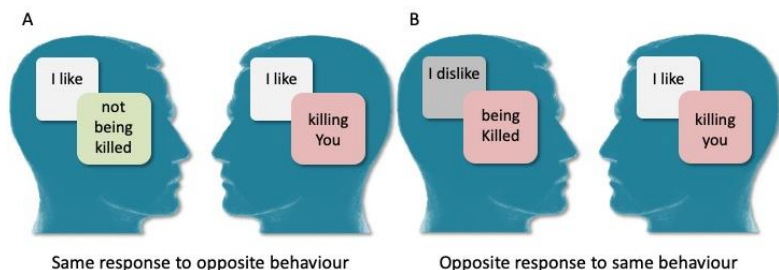 A
B
I like
not
being
killed
I like
killing
You
I dislike
being
Killed
I like
killing
you
Same response to opposite behaviour
Opposite response to same behaviour